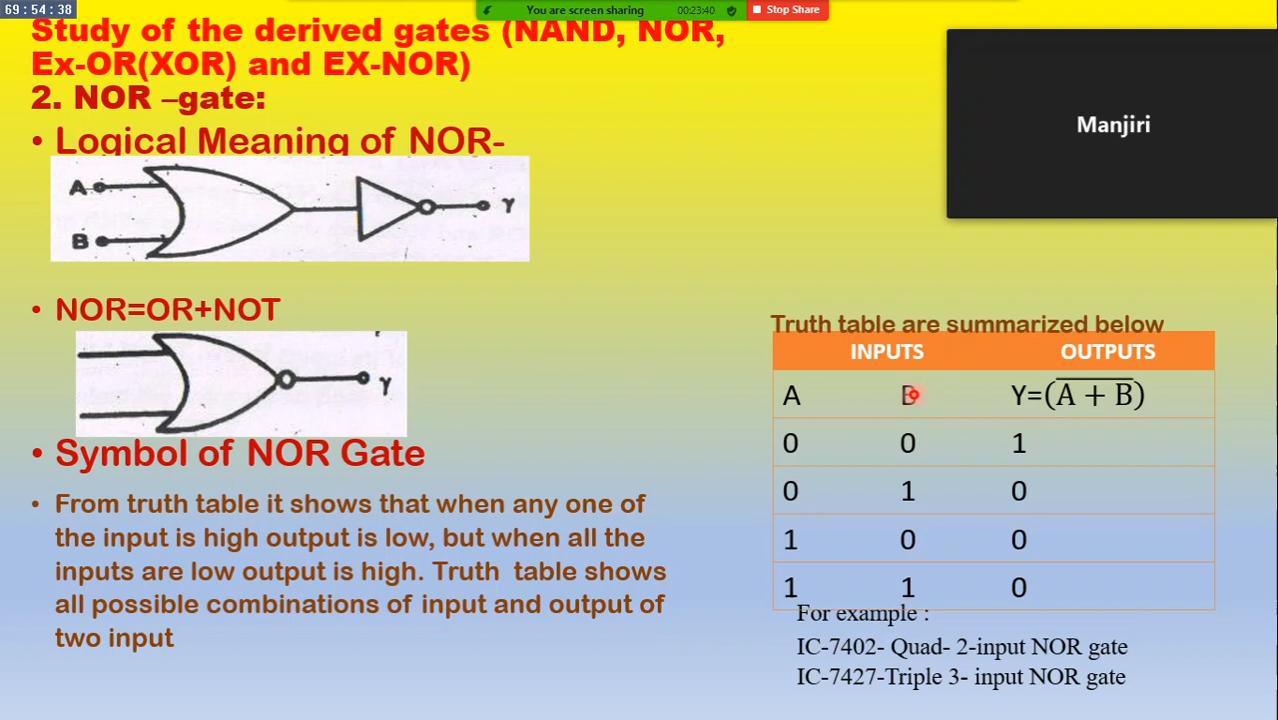 69:54:38
You are screen sharing
00:23:40
Stop Share
Study of the derived gates (NAND, NOR,
Ex-OR(XOR) and EX-NOR)
2. NOR –gate:
• Logical Meaning of NOR-
A
B
Y
• NOR=OR+NOT
Y
• Symbol of NOR Gate
• From truth table it shows that when any one of
the input is high output is low, but when all the
inputs are low output is high. Truth table shows
all possible combinations of input and output of
two input
Manjiri
Truth table are summarized below
INPUTS OUTPUTS
A B Y=(A̅ ̅+̅ ̅B̅)
0 0 1
0 1 0
1 0 0
1 1 0
For example :
IC-7402- Quad- 2-input NOR gate
IC-7427-Triple 3- input NOR gate